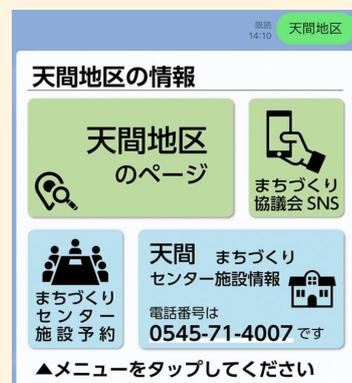 天間地区
既読
14:10
天間地区の情報
天間地区
のページ
まちづくり
協議会 SNS
まちづくり
センター
施設予約
天間 まちづくり
センター施設情報
電話番号は
0545-71-4007 です
▲メニューをタップしてください